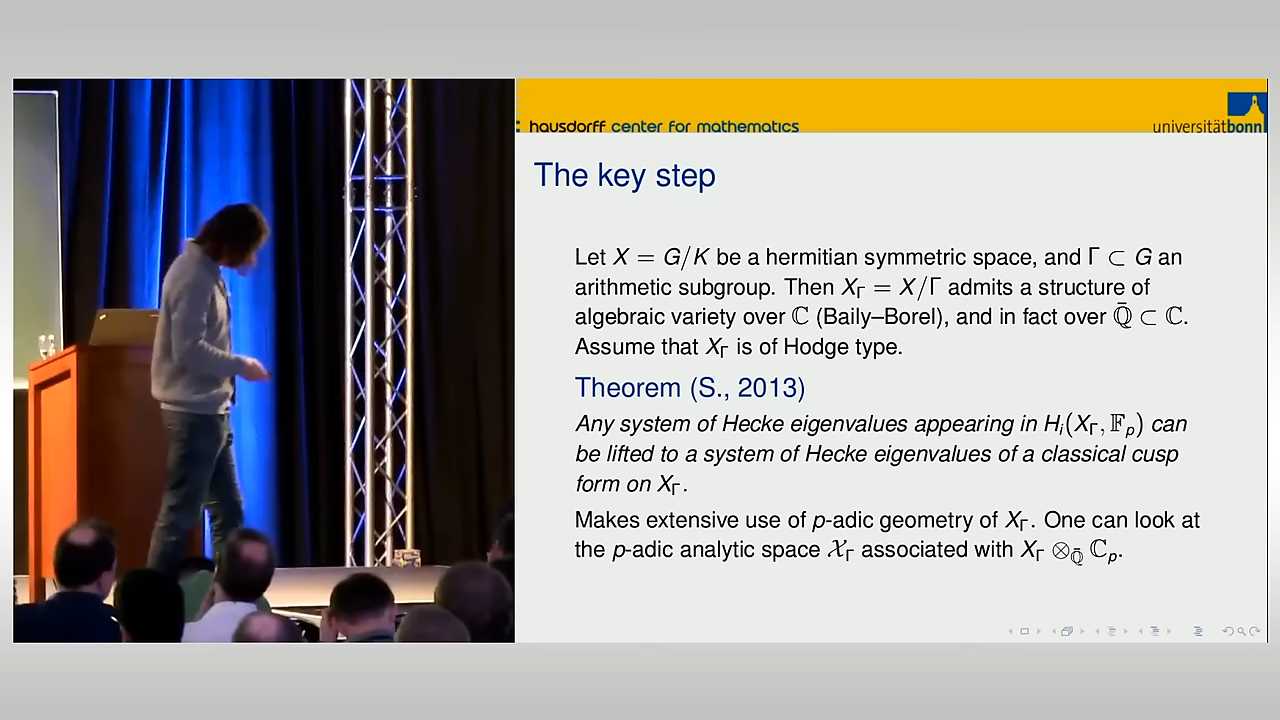 hausdorff center for mathematics
universitätbonn
The key step
Let X = G/K be a hermitian symmetric space, and Γ ⊂ G an
arithmetic subgroup. Then X_Γ = X/Γ admits a structure of
algebraic variety over ℂ (Baily–Borel), and in fact over ℚ̄ ⊂ ℂ.
Assume that X_Γ is of Hodge type.
Theorem (S., 2013)
Any system of Hecke eigenvalues appearing in H_i(X_Γ, 𝔽_p) can
be lifted to a system of Hecke eigenvalues of a classical cusp
form on X_Γ.
Makes extensive use of p-adic geometry of X_Γ. One can look at
the p-adic analytic space 𝒳_Γ associated with X_Γ ⊗_ℚ̄ ℂ_p.